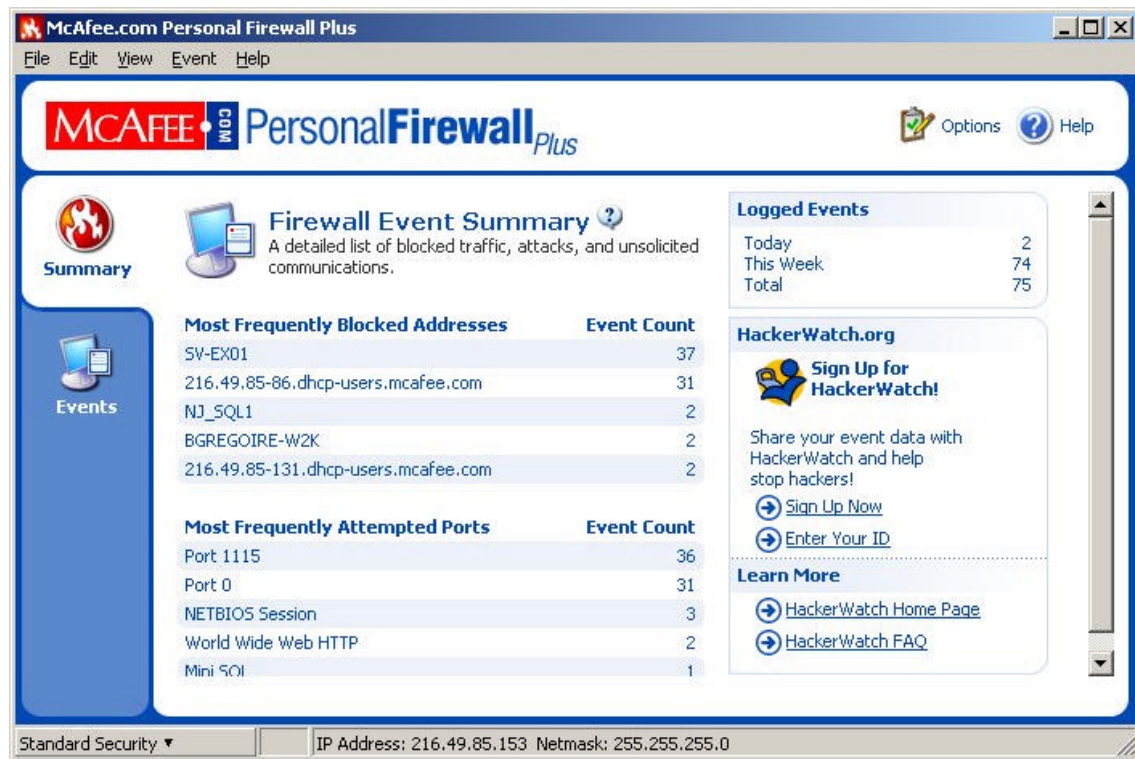 McAfee.com Personal Firewall Plus
File Edit View Event Help
McAFEE.COM PersonalFirewall Plus
Options Help
Summary
Events
Firewall Event Summary
A detailed list of blocked traffic, attacks, and unsolicited
communications.
Most Frequently Blocked Addresses Event Count
SV-EX01 37
216.49.85-86.dhcp-users.mcafee.com 31
NJ_SQL1 2
BGREGOIRE-W2K 2
216.49.85-131.dhcp-users.mcafee.com 2
Most Frequently Attempted Ports Event Count
Port 1115 36
Port 0 31
NETBIOS Session 3
World Wide Web HTTP 2
Mini SQL 1
Logged Events
Today 2
This Week 74
Total 75
HackerWatch.org
Sign Up for
HackerWatch!
Share your event data with
HackerWatch and help
stop hackers!
Sign Up Now
Enter Your ID
Learn More
HackerWatch Home Page
HackerWatch FAQ
Standard Security IP Address: 216.49.85.153 Netmask: 255.255.255.0